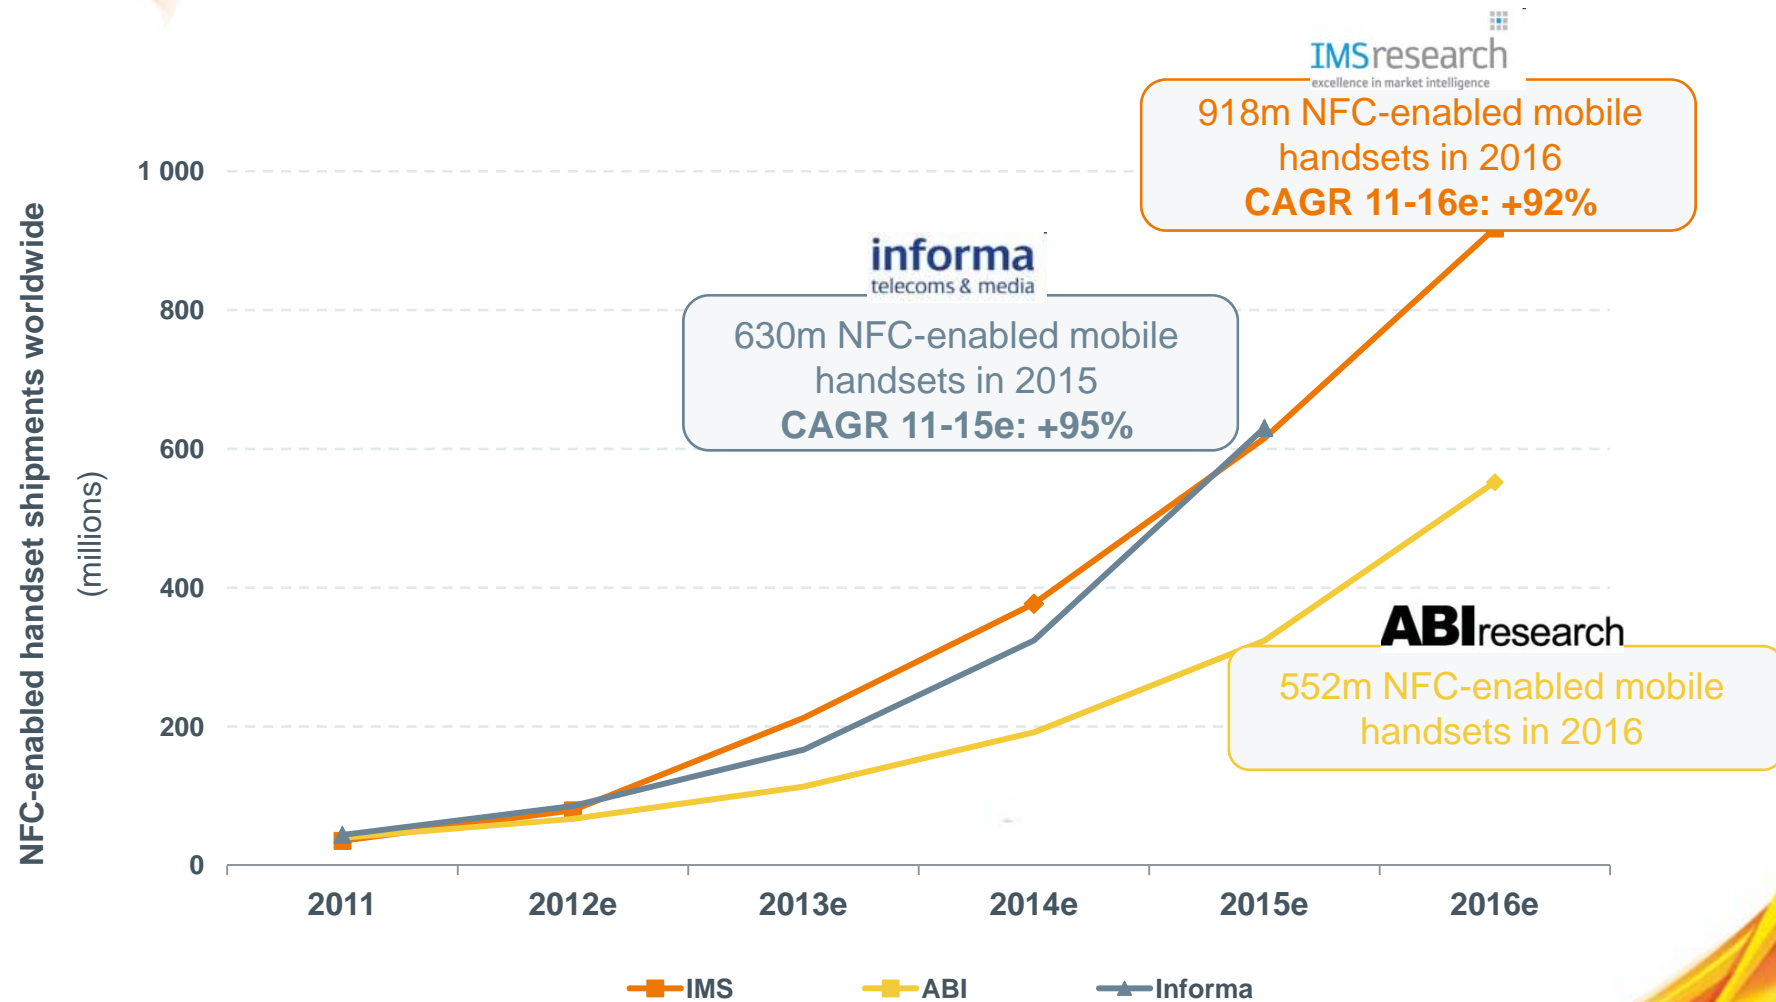 IMSresearch
excellence in market intelligence
918m NFC-enabled mobile
handsets in 2016
CAGR 11-16e: +92%
informa
telecoms & media
630m NFC-enabled mobile
handsets in 2015
CAGR 11-15e: +95%
ABIresearch
552m NFC-enabled mobile
handsets in 2016
NFC-enabled handset shipments worldwide
(millions)
1 000
800
600
400
200
0
2011 2012e 2013e 2014e 2015e 2016e
IMS ABI Informa